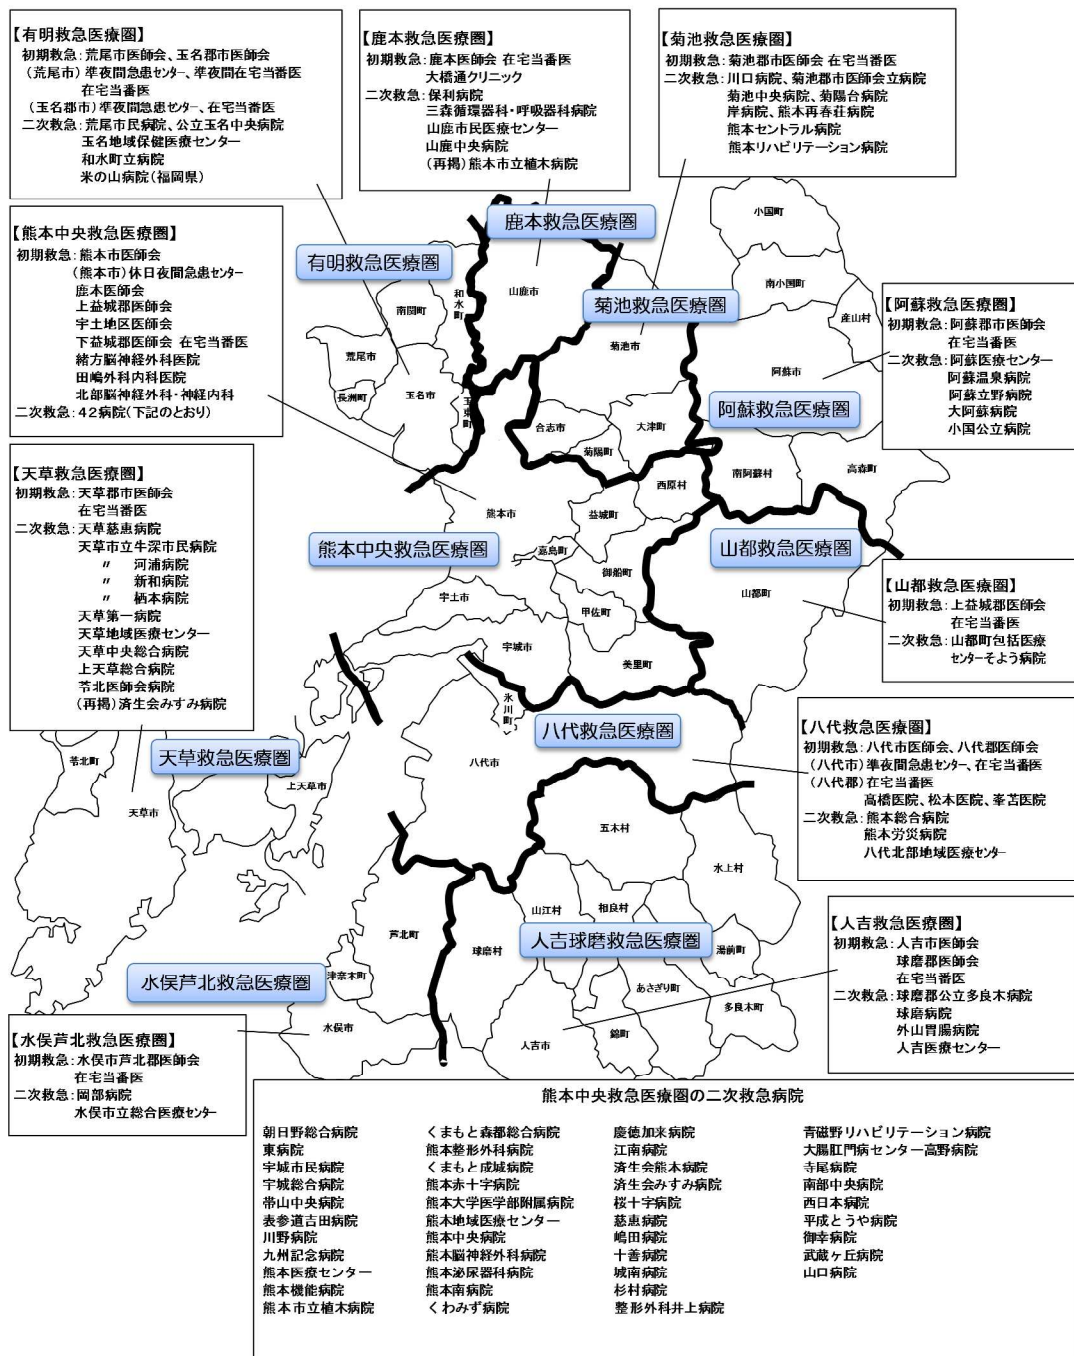 【有明救急医療圏】
初期救急：荒尾市医師会、玉名郡市医師会
（荒尾市）準夜間急患センター、準夜間在宅当番医
在宅当番医
（玉名郡市）準夜間急患センター、在宅当番医
二次救急：荒尾市民病院、公立玉名中央病院
玉名地域保健医療センター
和水町立病院
米の山病院（福岡県）
【鹿本救急医療圏】
初期救急：鹿本医師会 在宅当番医
大橋通クリニック
二次救急：保利病院
三森循環器科・呼吸器科病院
山鹿市民医療センター
山鹿中央病院
（再掲）熊本市立植木病院
【菊池救急医療圏】
初期救急：菊池郡市医師会 在宅当番医
二次救急：川口病院、菊池郡市医師会立病院
菊池中央病院、菊陽台病院
岸病院、熊本再春荘病院
熊本セントラル病院
熊本リハビリテーション病院
【熊本中央救急医療圏】
初期救急：熊本市医師会
（熊本市）休日夜間急患センター
鹿本医師会
上益城郡医師会
宇土地区医師会
下益城郡医師会 在宅当番医
緒方脳神経外科医院
田嶋外科内科医院
北部脳神経外科・神経内科
二次救急：42病院（下記のとおり）
【阿蘇救急医療圏】
初期救急：阿蘇郡市医師会
在宅当番医
二次救急：阿蘇医療センター
阿蘇温泉病院
阿蘇立野病院
大阿蘇病院
小国公立病院
【天草救急医療圏】
初期救急：天草郡市医師会
在宅当番医
二次救急：天草慈恵病院
天草市立牛深市民病院
〃 河浦病院
〃 新和病院
〃 栖本病院
天草第一病院
天草地域医療センター
天草中央総合病院
上天草総合病院
苓北医師会病院
（再掲）済生会みすみ病院
【山都救急医療圏】
初期救急：上益城郡医師会
在宅当番医
二次救急：山都町包括医療
センターそよう病院
【八代救急医療圏】
初期救急：八代市医師会、八代郡医師会
（八代市）準夜間急患センター、在宅当番医
（八代郡）在宅当番医
高橋医院、松本医院、峯苫医院
二次救急：熊本総合病院
熊本労災病院
八代北部地域医療センター
【人吉救急医療圏】
初期救急：人吉市医師会
球磨郡医師会
在宅当番医
二次救急：球磨郡公立多良木病院
球磨病院
外山胃腸病院
人吉医療センター
【水俣芦北救急医療圏】
初期救急：水俣市芦北郡医師会
在宅当番医
二次救急：岡部病院
水俣市立総合医療センター
鹿本救急医療圏
有明救急医療圏
菊池救急医療圏
阿蘇救急医療圏
熊本中央救急医療圏
山都救急医療圏
八代救急医療圏
天草救急医療圏
人吉球磨救急医療圏
水俣芦北救急医療圏
小国町
南小国町
産山村
阿蘇市
山鹿市
和水町
南関町
荒尾市
長洲町
玉名市
玉東町
菊池市
合志市
大津町
菊陽町
西原村
南阿蘇村
高森町
熊本市
益城町
嘉島町
御船町
甲佐町
山都町
宇土市
宇城市
美里町
氷川町
八代市
苓北町
天草市
上天草市
五木村
水上村
山江村
相良村
湯前町
芦北町
球磨村
あさぎり町
多良木町
津奈木町
水俣市
錦町
人吉市
熊本中央救急医療圏の二次救急病院
朝日野総合病院
東病院
宇城市民病院
宇城総合病院
帯山中央病院
表参道吉田病院
川野病院
九州記念病院
熊本医療センター
熊本機能病院
熊本市立植木病院
くまもと森都総合病院
熊本整形外科病院
くまもと成城病院
熊本赤十字病院
熊本大学医学部附属病院
熊本地域医療センター
熊本中央病院
熊本脳神経外科病院
熊本泌尿器科病院
熊本南病院
くわみず病院
慶徳加来病院
江南病院
済生会熊本病院
済生会みすみ病院
桜十字病院
慈恵病院
嶋田病院
十善病院
城南病院
杉村病院
整形外科井上病院
青磁野リハビリテーション病院
大腸肛門病センター高野病院
寺尾病院
南部中央病院
西日本病院
平成とうや病院
御幸病院
武蔵ヶ丘病院
山口病院